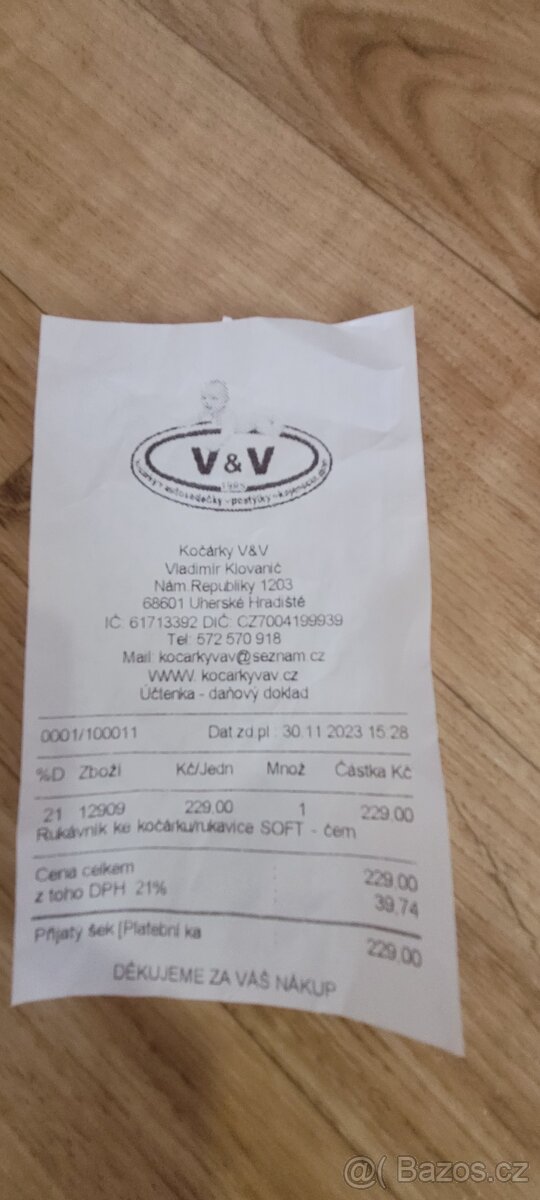 V & V
kočárky - autosedačky - postýlky - kojenecké
Kočárky V&V
Vladimír Klovanič
Nám.Republiky 1203
68601 Uherské Hradiště
IČ: 61713392 DIČ: CZ7004199939
Tel: 572 570 918
Mail: kocarkyvav@seznam.cz
WWW. kocarkyvav.cz
Účtenka - daňový doklad
0001/100011 Dat.zd.pl.: 30.11.2023 15:28
%D Zboží Kč/Jedn Množ Částka Kč
21 12909 229.00 1 229.00
Rukávník ke kočárku/rukavice SOFT - čern
Cena celkem 229.00
z toho DPH 21% 39.74
Přijatý šek [Platební ka 229.00
DĚKUJEME ZA VÁŠ NÁKUP
@( Bazos.cz